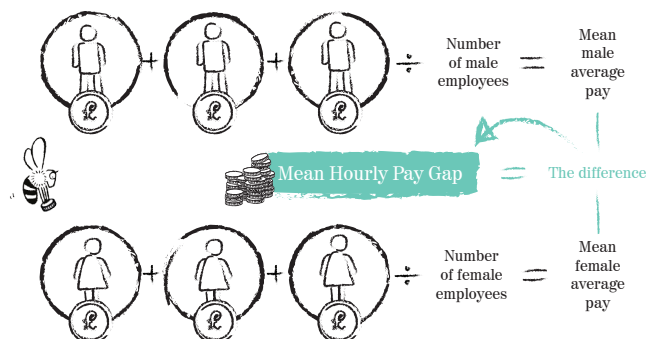 £ £ £
Number
of male
employees
Mean
male
average
pay
Mean Hourly Pay Gap
The difference
£ £ £
Number
of female
employees
Mean
female
average
pay